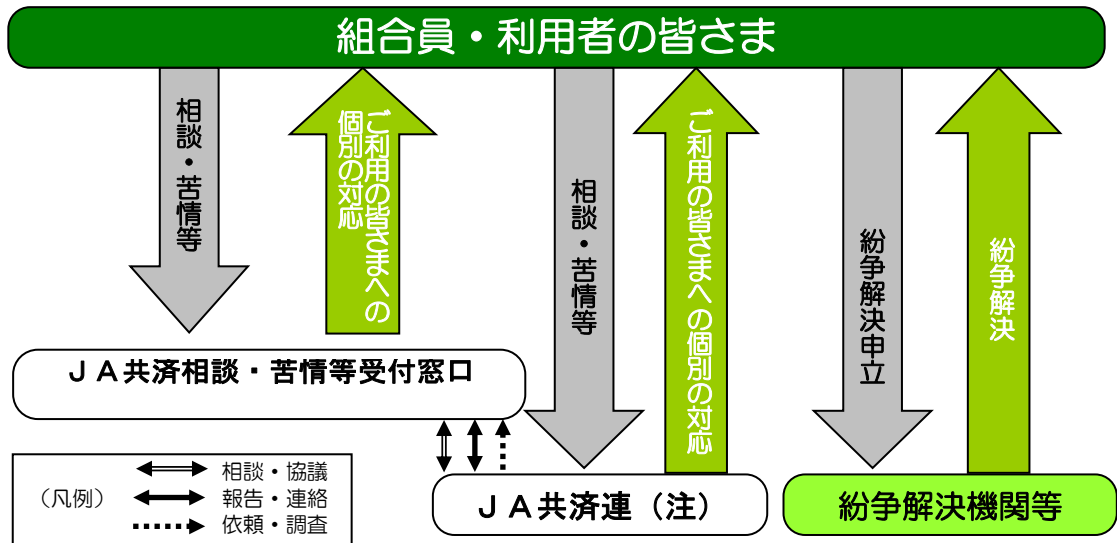 組合員・利用者の皆さま
相談・苦情等
ご利用の皆さまへの
個別の対応
相談・苦情等
ご利用の皆さまへの個別の対応
紛争解決申立
紛争解決
ＪＡ共済相談・苦情等受付窓口
ＪＡ共済連（注）
紛争解決機関等
（凡例）
相談・協議
報告・連絡
依頼・調査